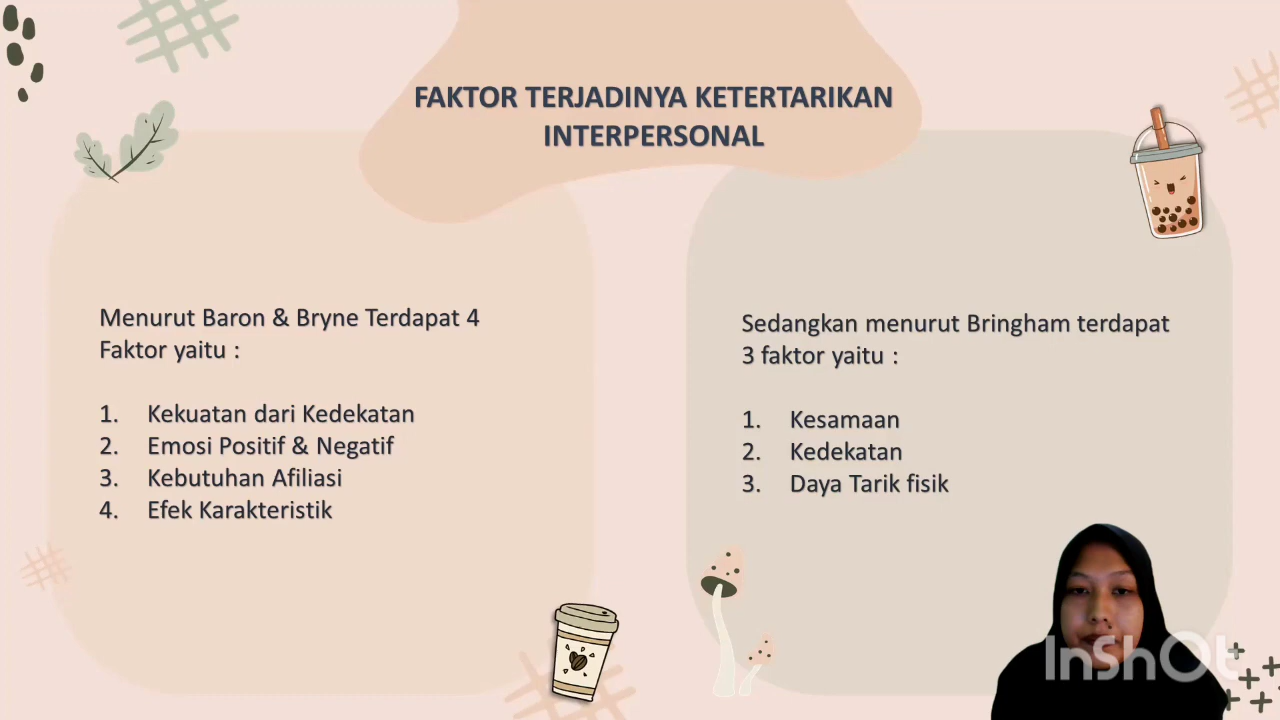 FAKTOR TERJADINYA KETERTARIKAN
INTERPERSONAL
Menurut Baron & Bryne Terdapat 4
Faktor yaitu :
1. Kekuatan dari Kedekatan
2. Emosi Positif & Negatif
3. Kebutuhan Afiliasi
4. Efek Karakteristik
Sedangkan menurut Bringham terdapat
3 faktor yaitu :
1. Kesamaan
2. Kedekatan
3. Daya Tarik fisik
InShOt